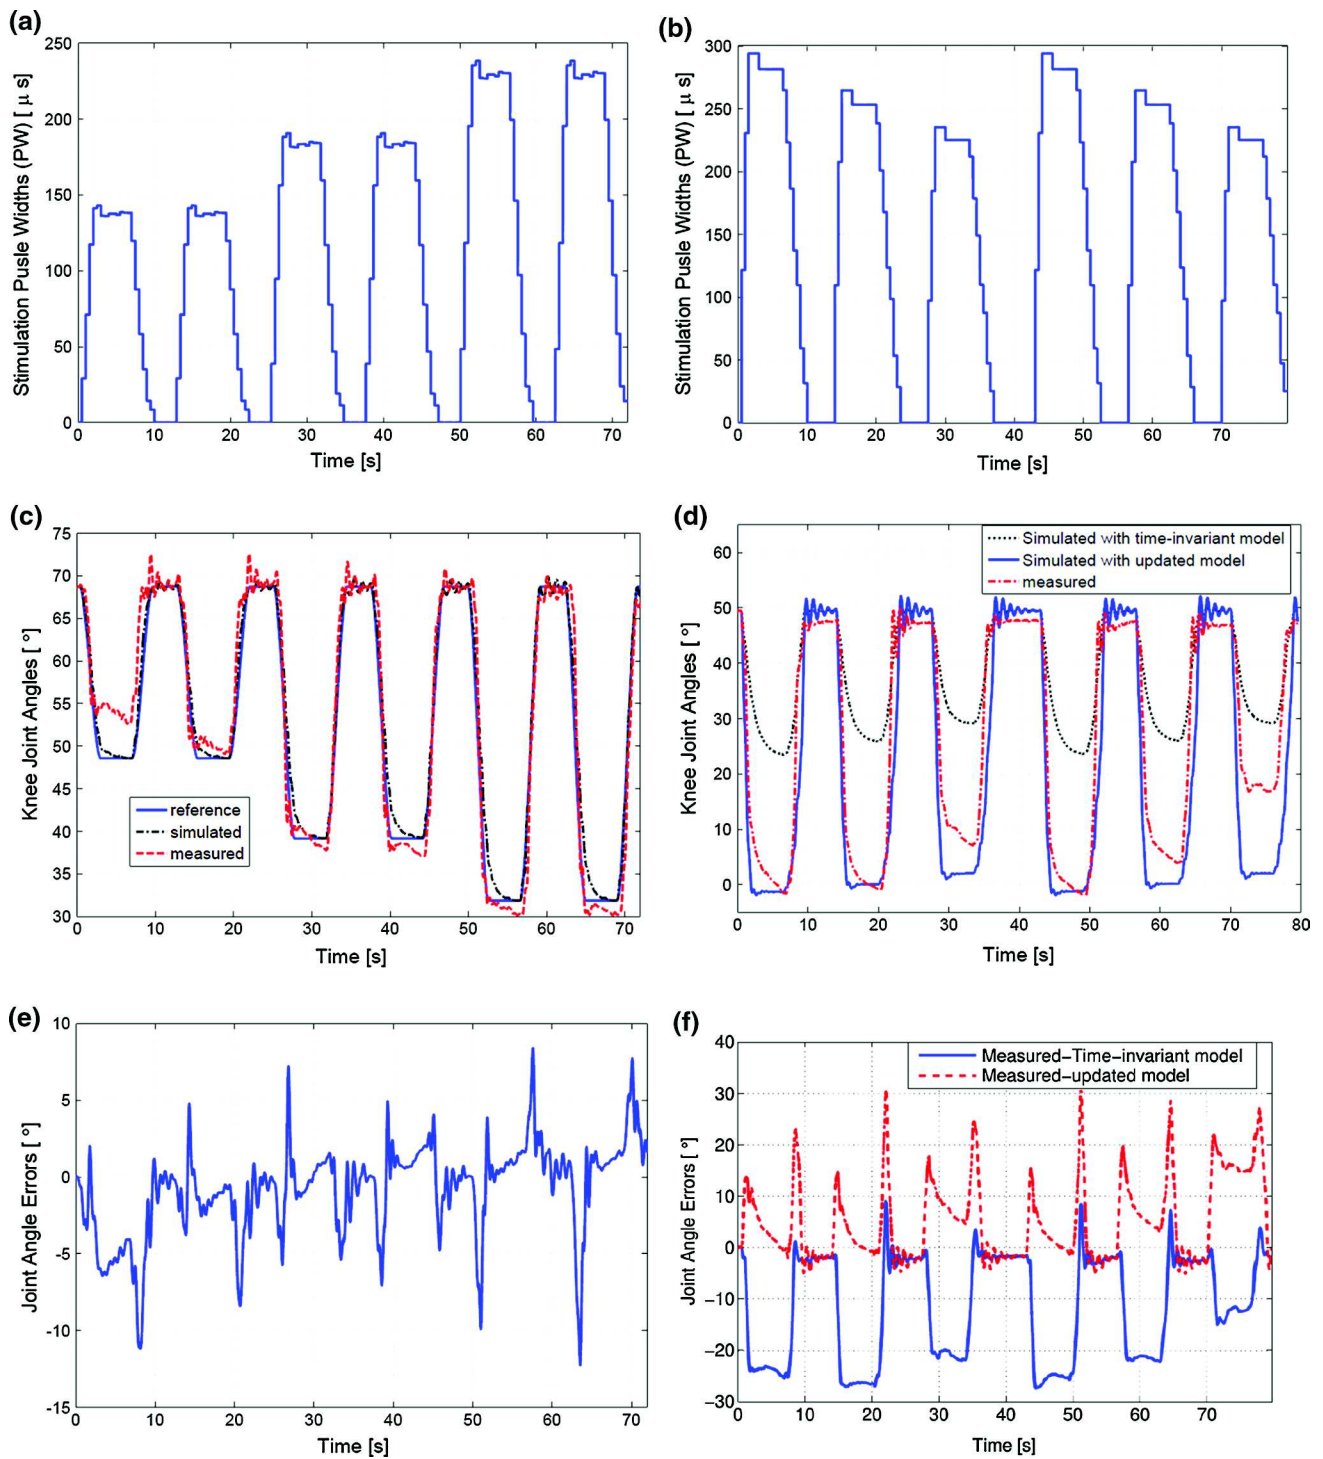 (a)
250
200
150
100
50
0
Stimulation Pusle Widths (PW) [ μ s]
0 10 20 30 40 50 60 70
Time [s]
(b)
300
250
200
150
100
50
0
Stimulation Pusle Widths (PW) [ μ s]
0 10 20 30 40 50 60 70
Time [s]
(c)
75
70
65
60
55
50
45
40
35
30
Knee Joint Angles [ °]
reference
simulated
measured
0 10 20 30 40 50 60 70
Time [s]
(d)
60
50
40
30
20
10
0
Knee Joint Angles [ °]
Simulated with time-invariant model
Simulated with updated model
measured
0 10 20 30 40 50 60 70 80
Time [s]
(e)
10
5
0
-5
-10
-15
Joint Angle Errors [ °]
0 10 20 30 40 50 60 70
Time [s]
(f)
40
30
20
10
0
−10
−20
−30
Joint Angle Errors [ °]
Measured−Time−invariant model
Measured−updated model
0 10 20 30 40 50 60 70
Time [s]